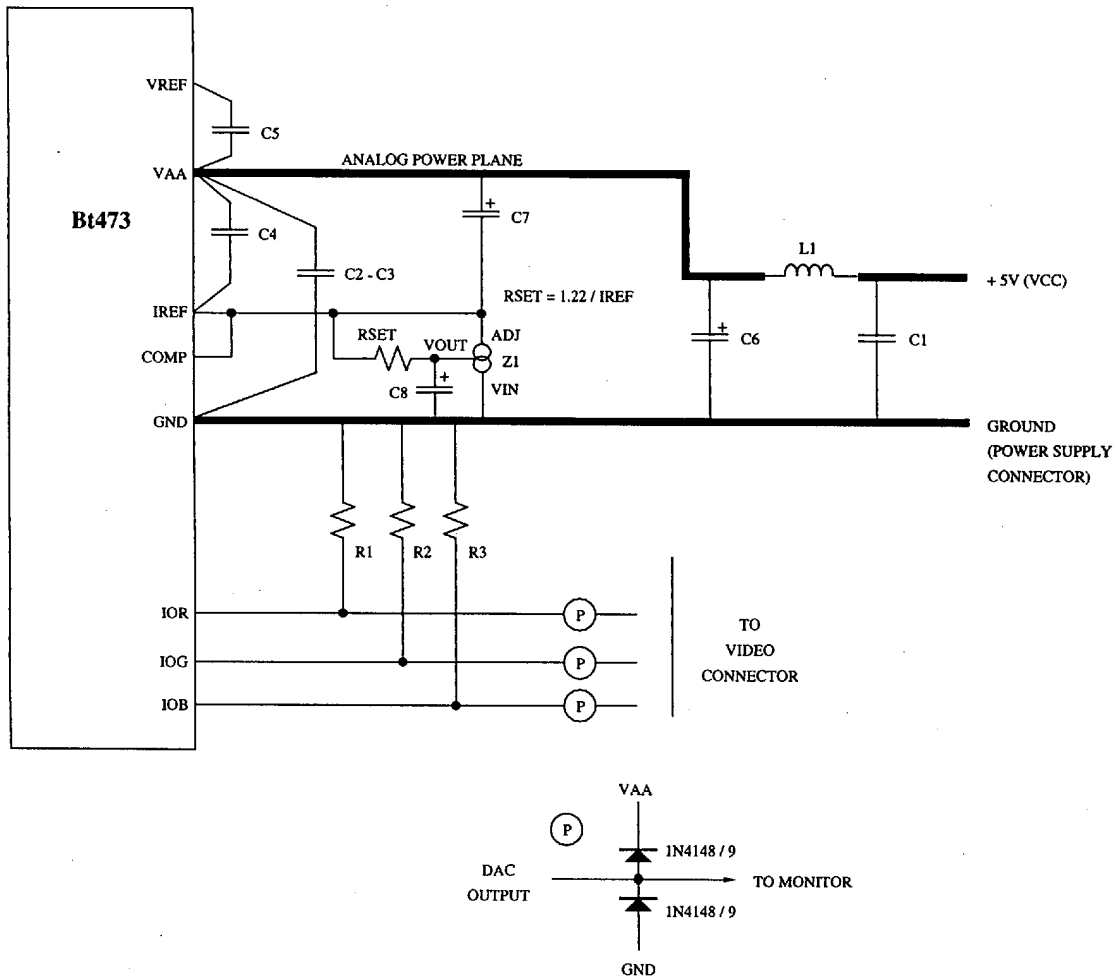 VREF
C5
ANALOG POWER PLANE
VAA
Bt473
C4
+
C7
L1
C2 - C3
+ 5V (VCC)
RSET = 1.22 / IREF
IREF
ADJ
RSET
VOUT
Z1
+
C6
C1
COMP
+
C8
VIN
GND
GROUND
(POWER SUPPLY
CONNECTOR)
R1
R2
R3
IOR
P
TO
VIDEO
CONNECTOR
IOG
P
IOB
P
VAA
P
1N4148 / 9
DAC
OUTPUT
TO MONITOR
1N4148 / 9
GND